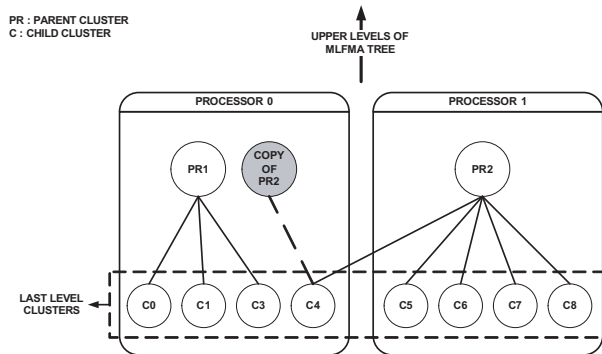 PR : PARENT CLUSTER
C : CHILD CLUSTER
UPPER LEVELS OF
MLFMA TREE
PROCESSOR 0
PROCESSOR 1
PR1
COPY
OF
PR2
PR2
LAST LEVEL
CLUSTERS
C0
C1
C3
C4
C5
C6
C7
C8